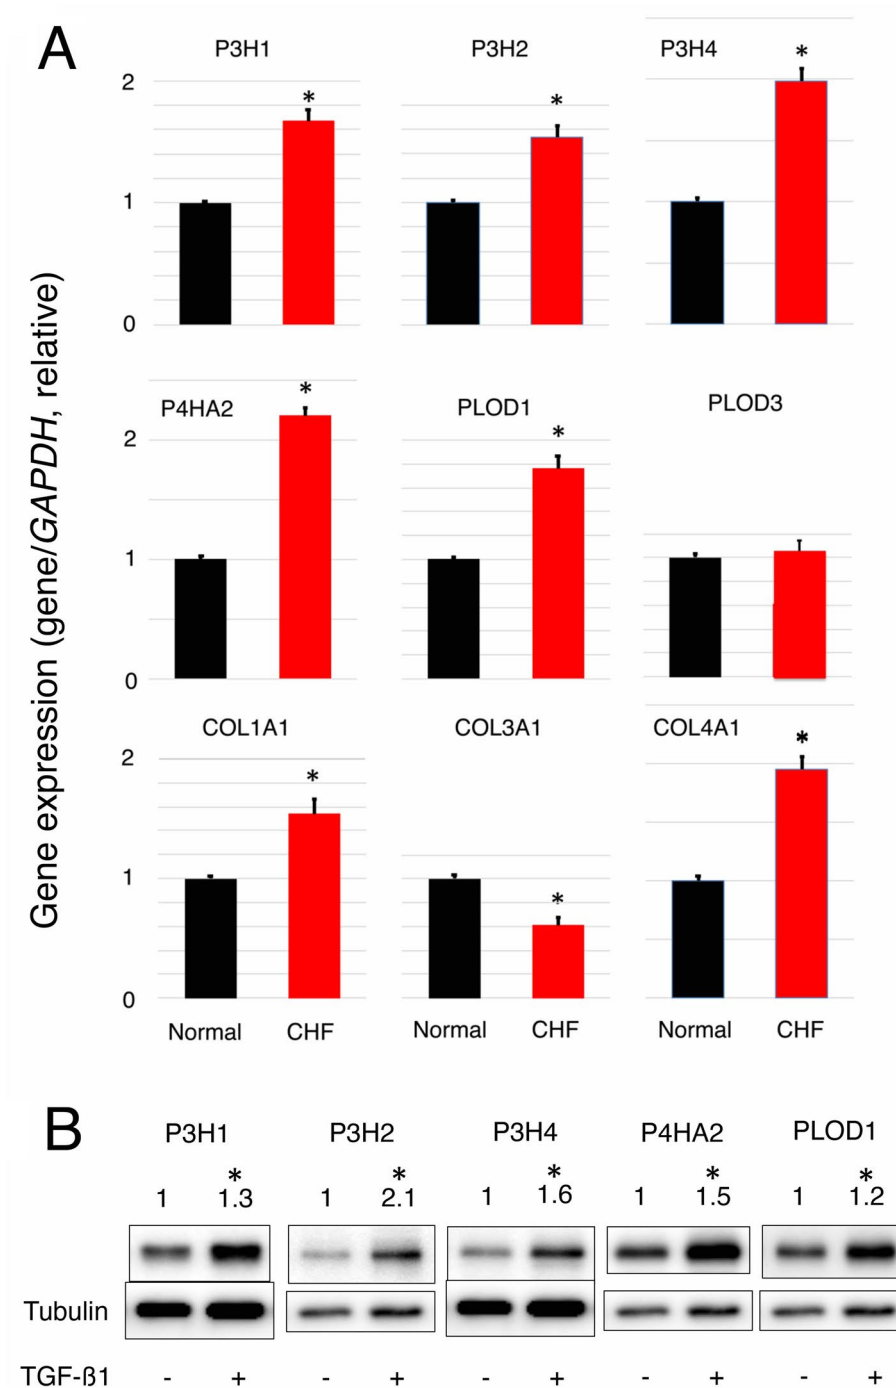 A
P3H1 P3H2 P3H4
2 * * *
1
0
Gene expression (gene/GAPDH, relative)
P4HA2 PLOD1 PLOD3
2 * *
1
0
COL1A1 COL3A1 COL4A1
2 * * *
1
0
Normal CHF Normal CHF Normal CHF
B
P3H1 P3H2 P3H4 P4HA2 PLOD1
* * * * *
1 1.3 1 2.1 1 1.6 1 1.5 1 1.2
Tubulin
TGF-ß1 - + - + - + - + - +